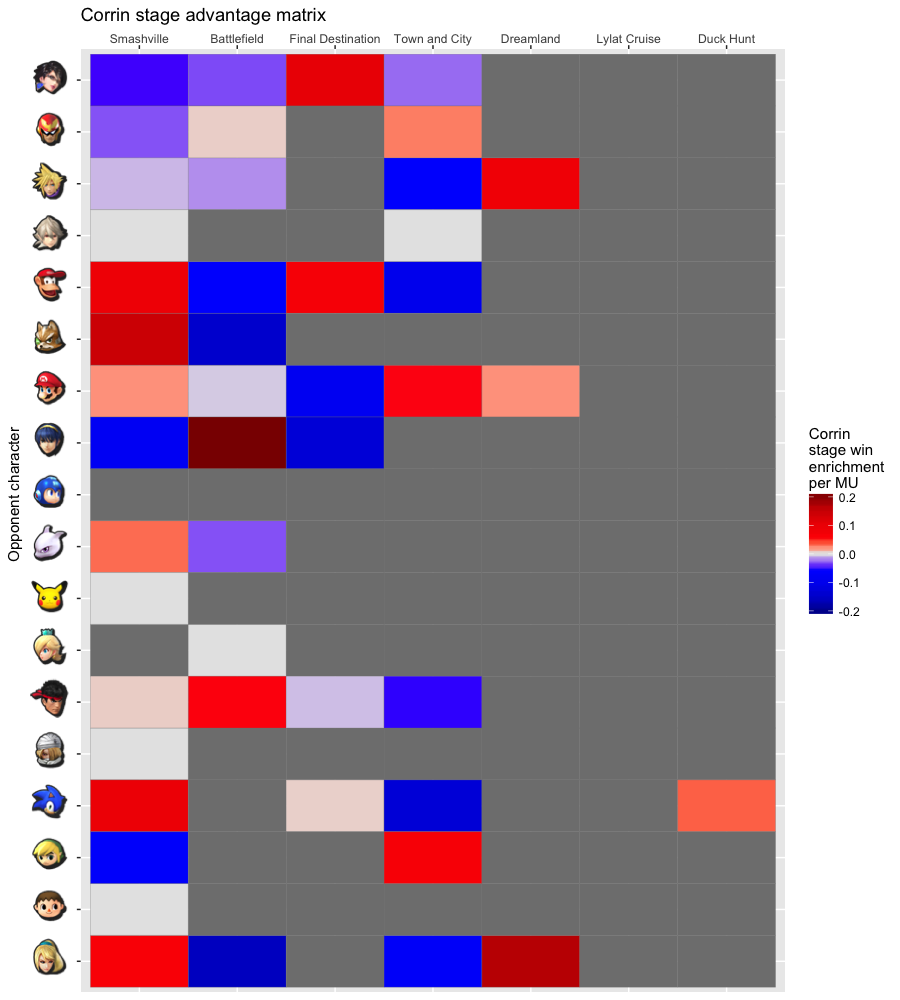 Corrin stage advantage matrix
Smashville Battlefield Final Destination Town and City Dreamland Lylat Cruise Duck Hunt
Opponent character
Corrin
stage win
enrichment
per MU
0.2
0.1
0.0
-0.1
-0.2